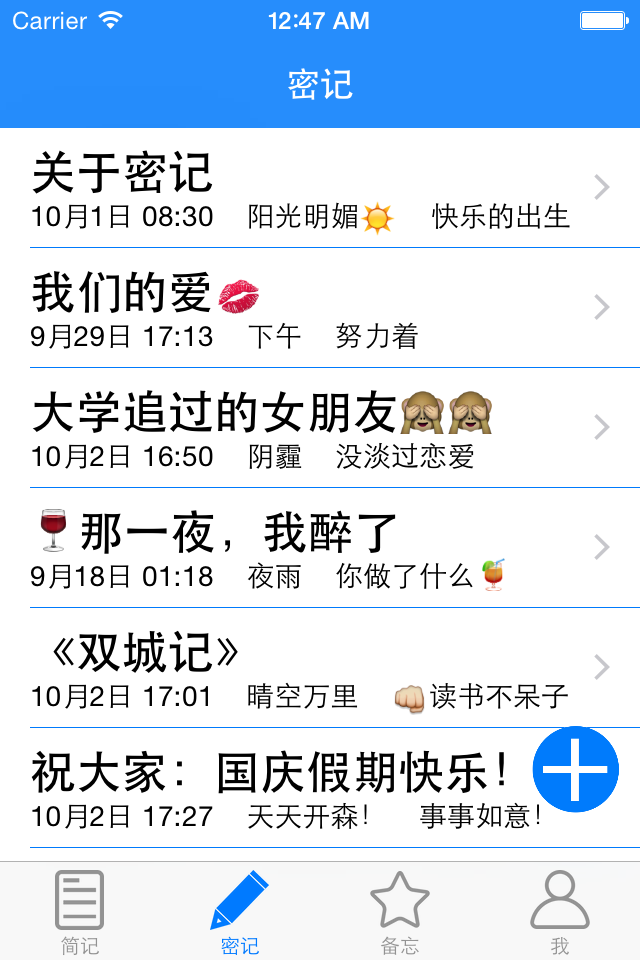 Carrier 12:47 AM
密记
关于密记
10月1日 08:30 阳光明媚☀️ 快乐的出生
我们的爱💋
9月29日 17:13 下午 努力着
大学追过的女朋友🙈🙈
10月2日 16:50 阴霾 没淡过恋爱
🍷那一夜，我醉了
9月18日 01:18 夜雨 你做了什么🍹
《双城记》
10月2日 17:01 晴空万里 👊读书不呆子
祝大家：国庆假期快乐！
10月2日 17:27 天天开森！ 事事如意！
简记 密记 备忘 我